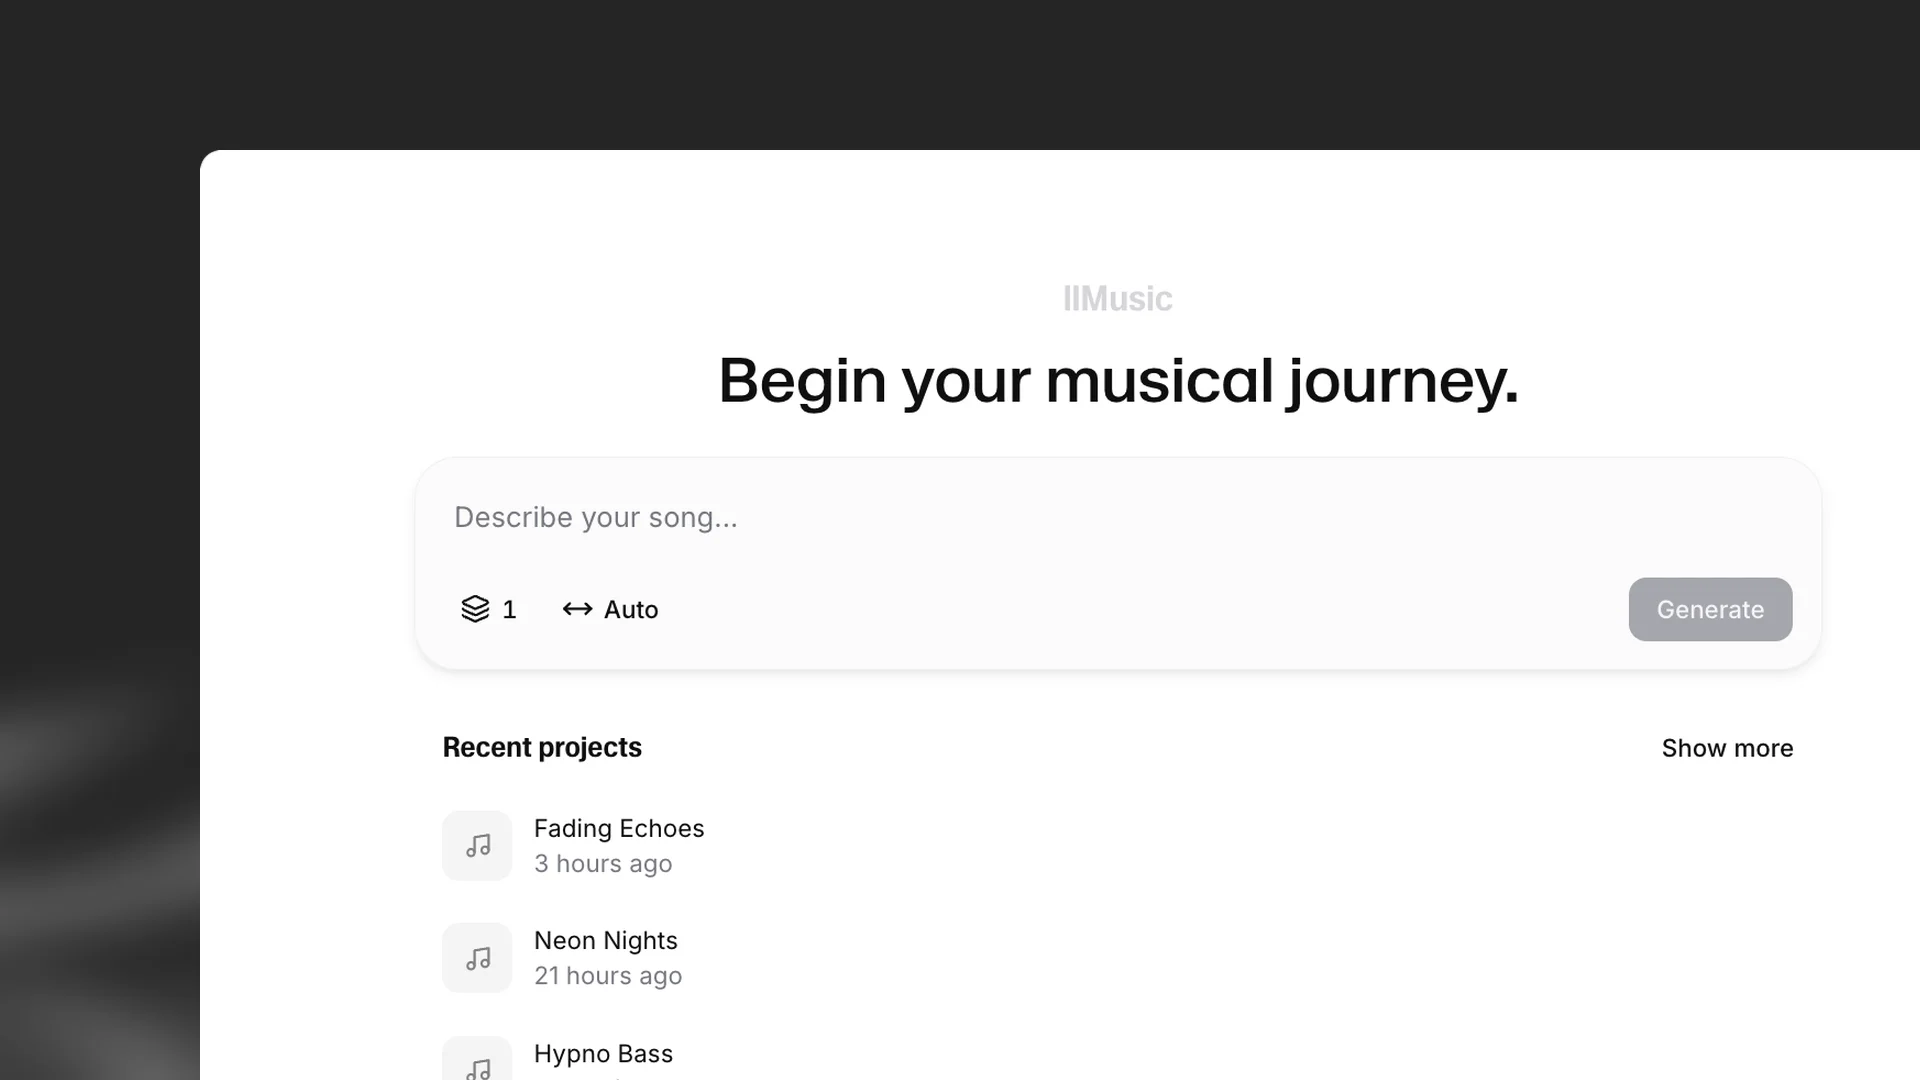 IIMusic
Begin your musical journey.
Describe your song...
1
Auto
Generate
Recent projects
Show more
Fading Echoes
3 hours ago
Neon Nights
21 hours ago
Hypno Bass